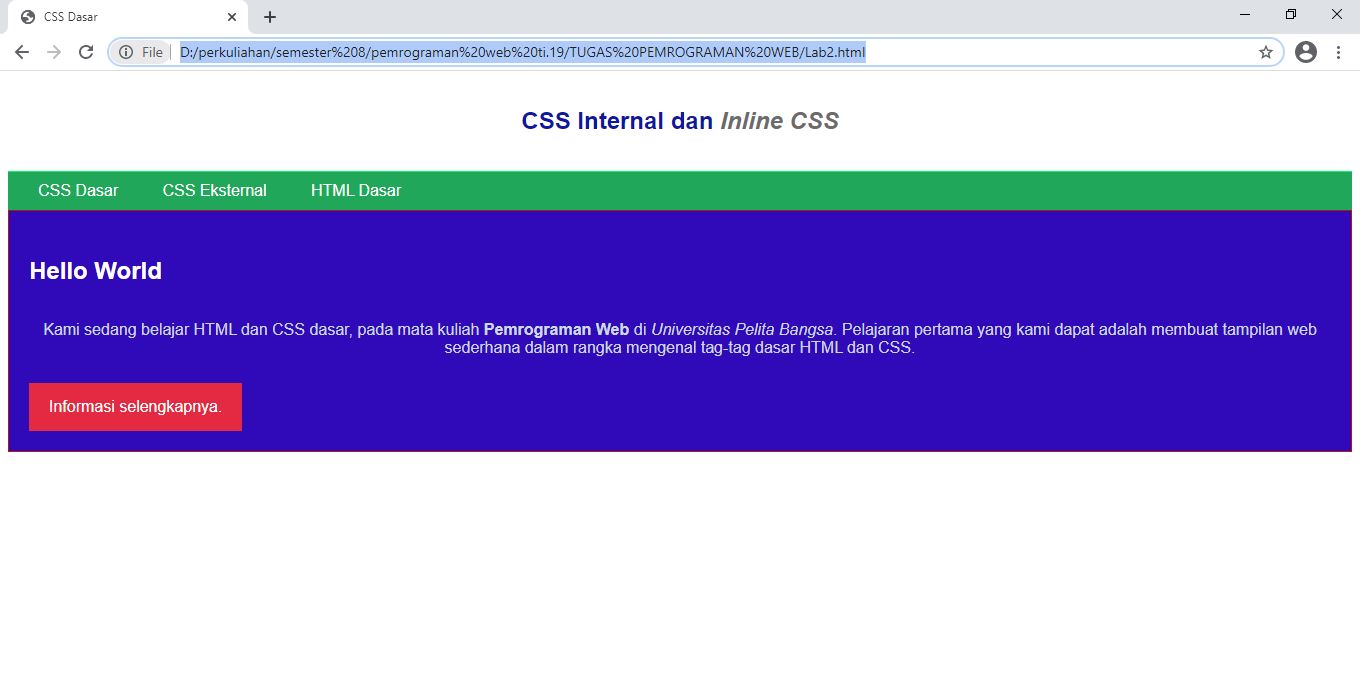 CSS Dasar
File
D:/perkuliahan/semester%208/pemrograman%20web%20ti.19/TUGAS%20PEMROGRAMAN%20WEB/Lab2.html
CSS Internal dan Inline CSS
CSS Dasar CSS Eksternal HTML Dasar
Hello World
Kami sedang belajar HTML dan CSS dasar, pada mata kuliah Pemrograman Web di Universitas Pelita Bangsa. Pelajaran pertama yang kami dapat adalah membuat tampilan web
sederhana dalam rangka mengenal tag-tag dasar HTML dan CSS.
Informasi selengkapnya.